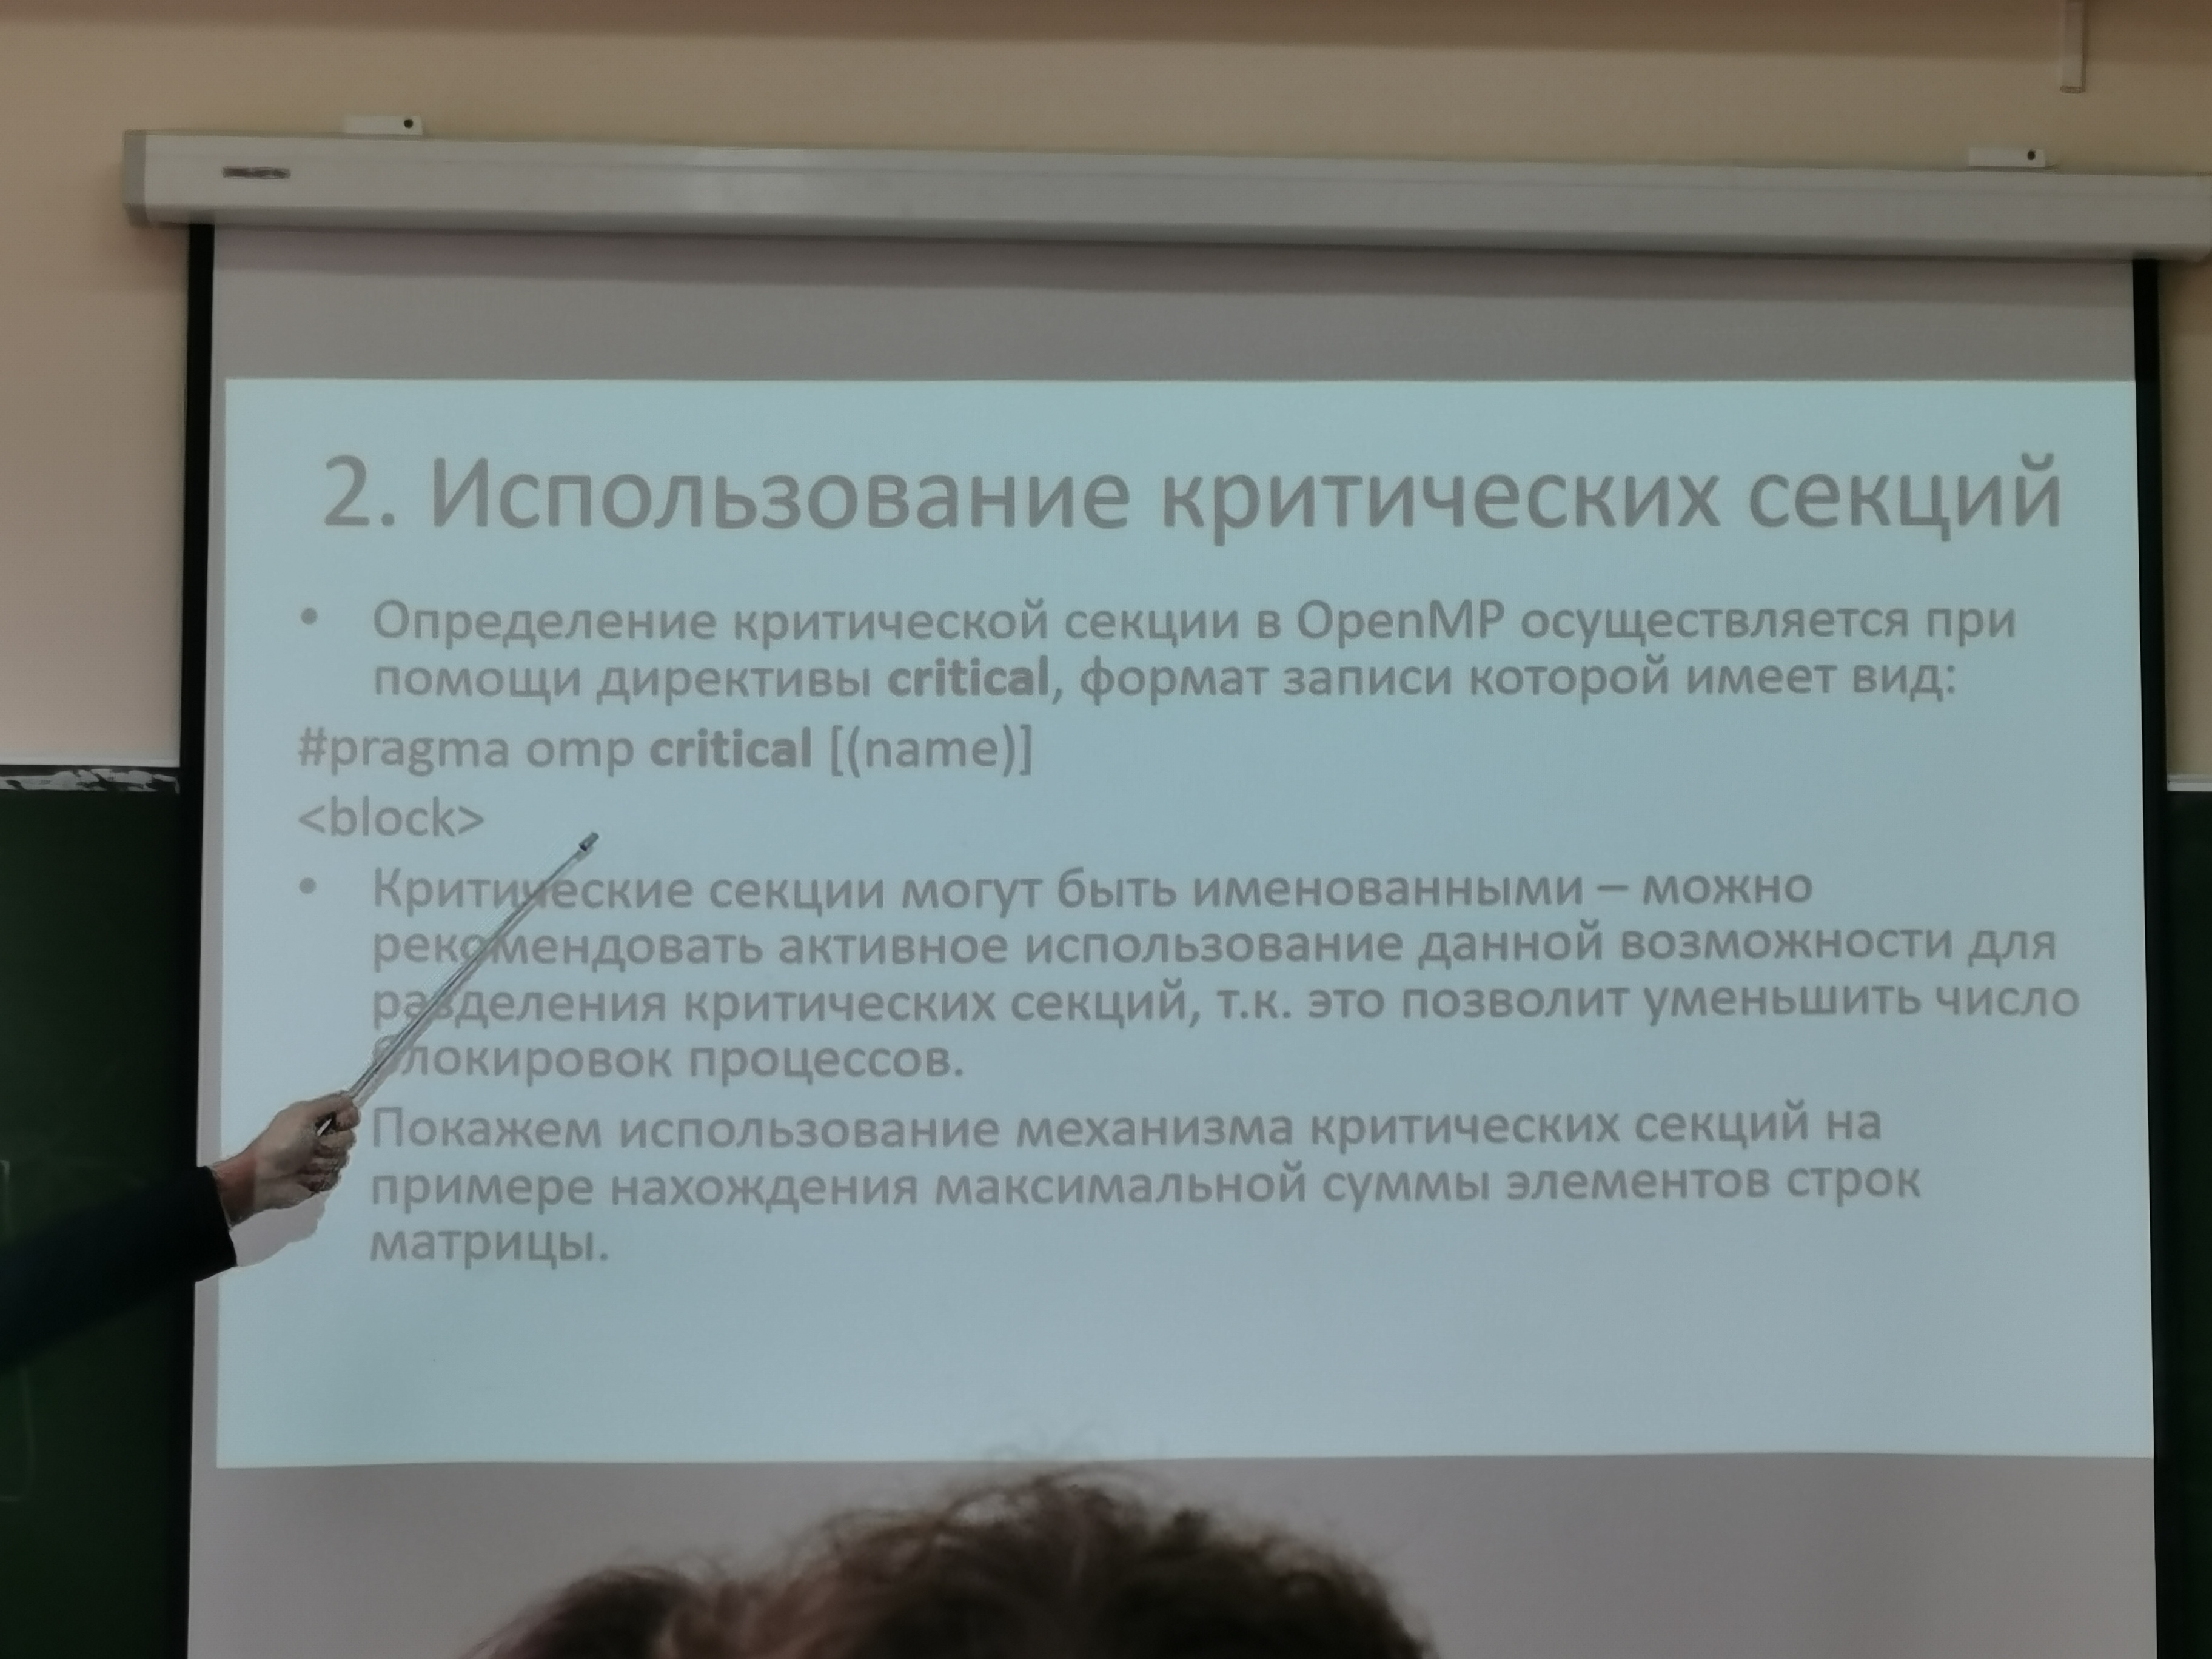 2. Использование критических секций
• Определение критической секции в OpenMP осуществляется при
помощи директивы critical, формат записи которой имеет вид:
#pragma omp critical [(name)]
<block>
• Критические секции могут быть именованными – можно
рекомендовать активное использование данной возможности для
разделения критических секций, т.к. это позволит уменьшить число
блокировок процессов.
Покажем использование механизма критических секций на
примере нахождения максимальной суммы элементов строк
матрицы.